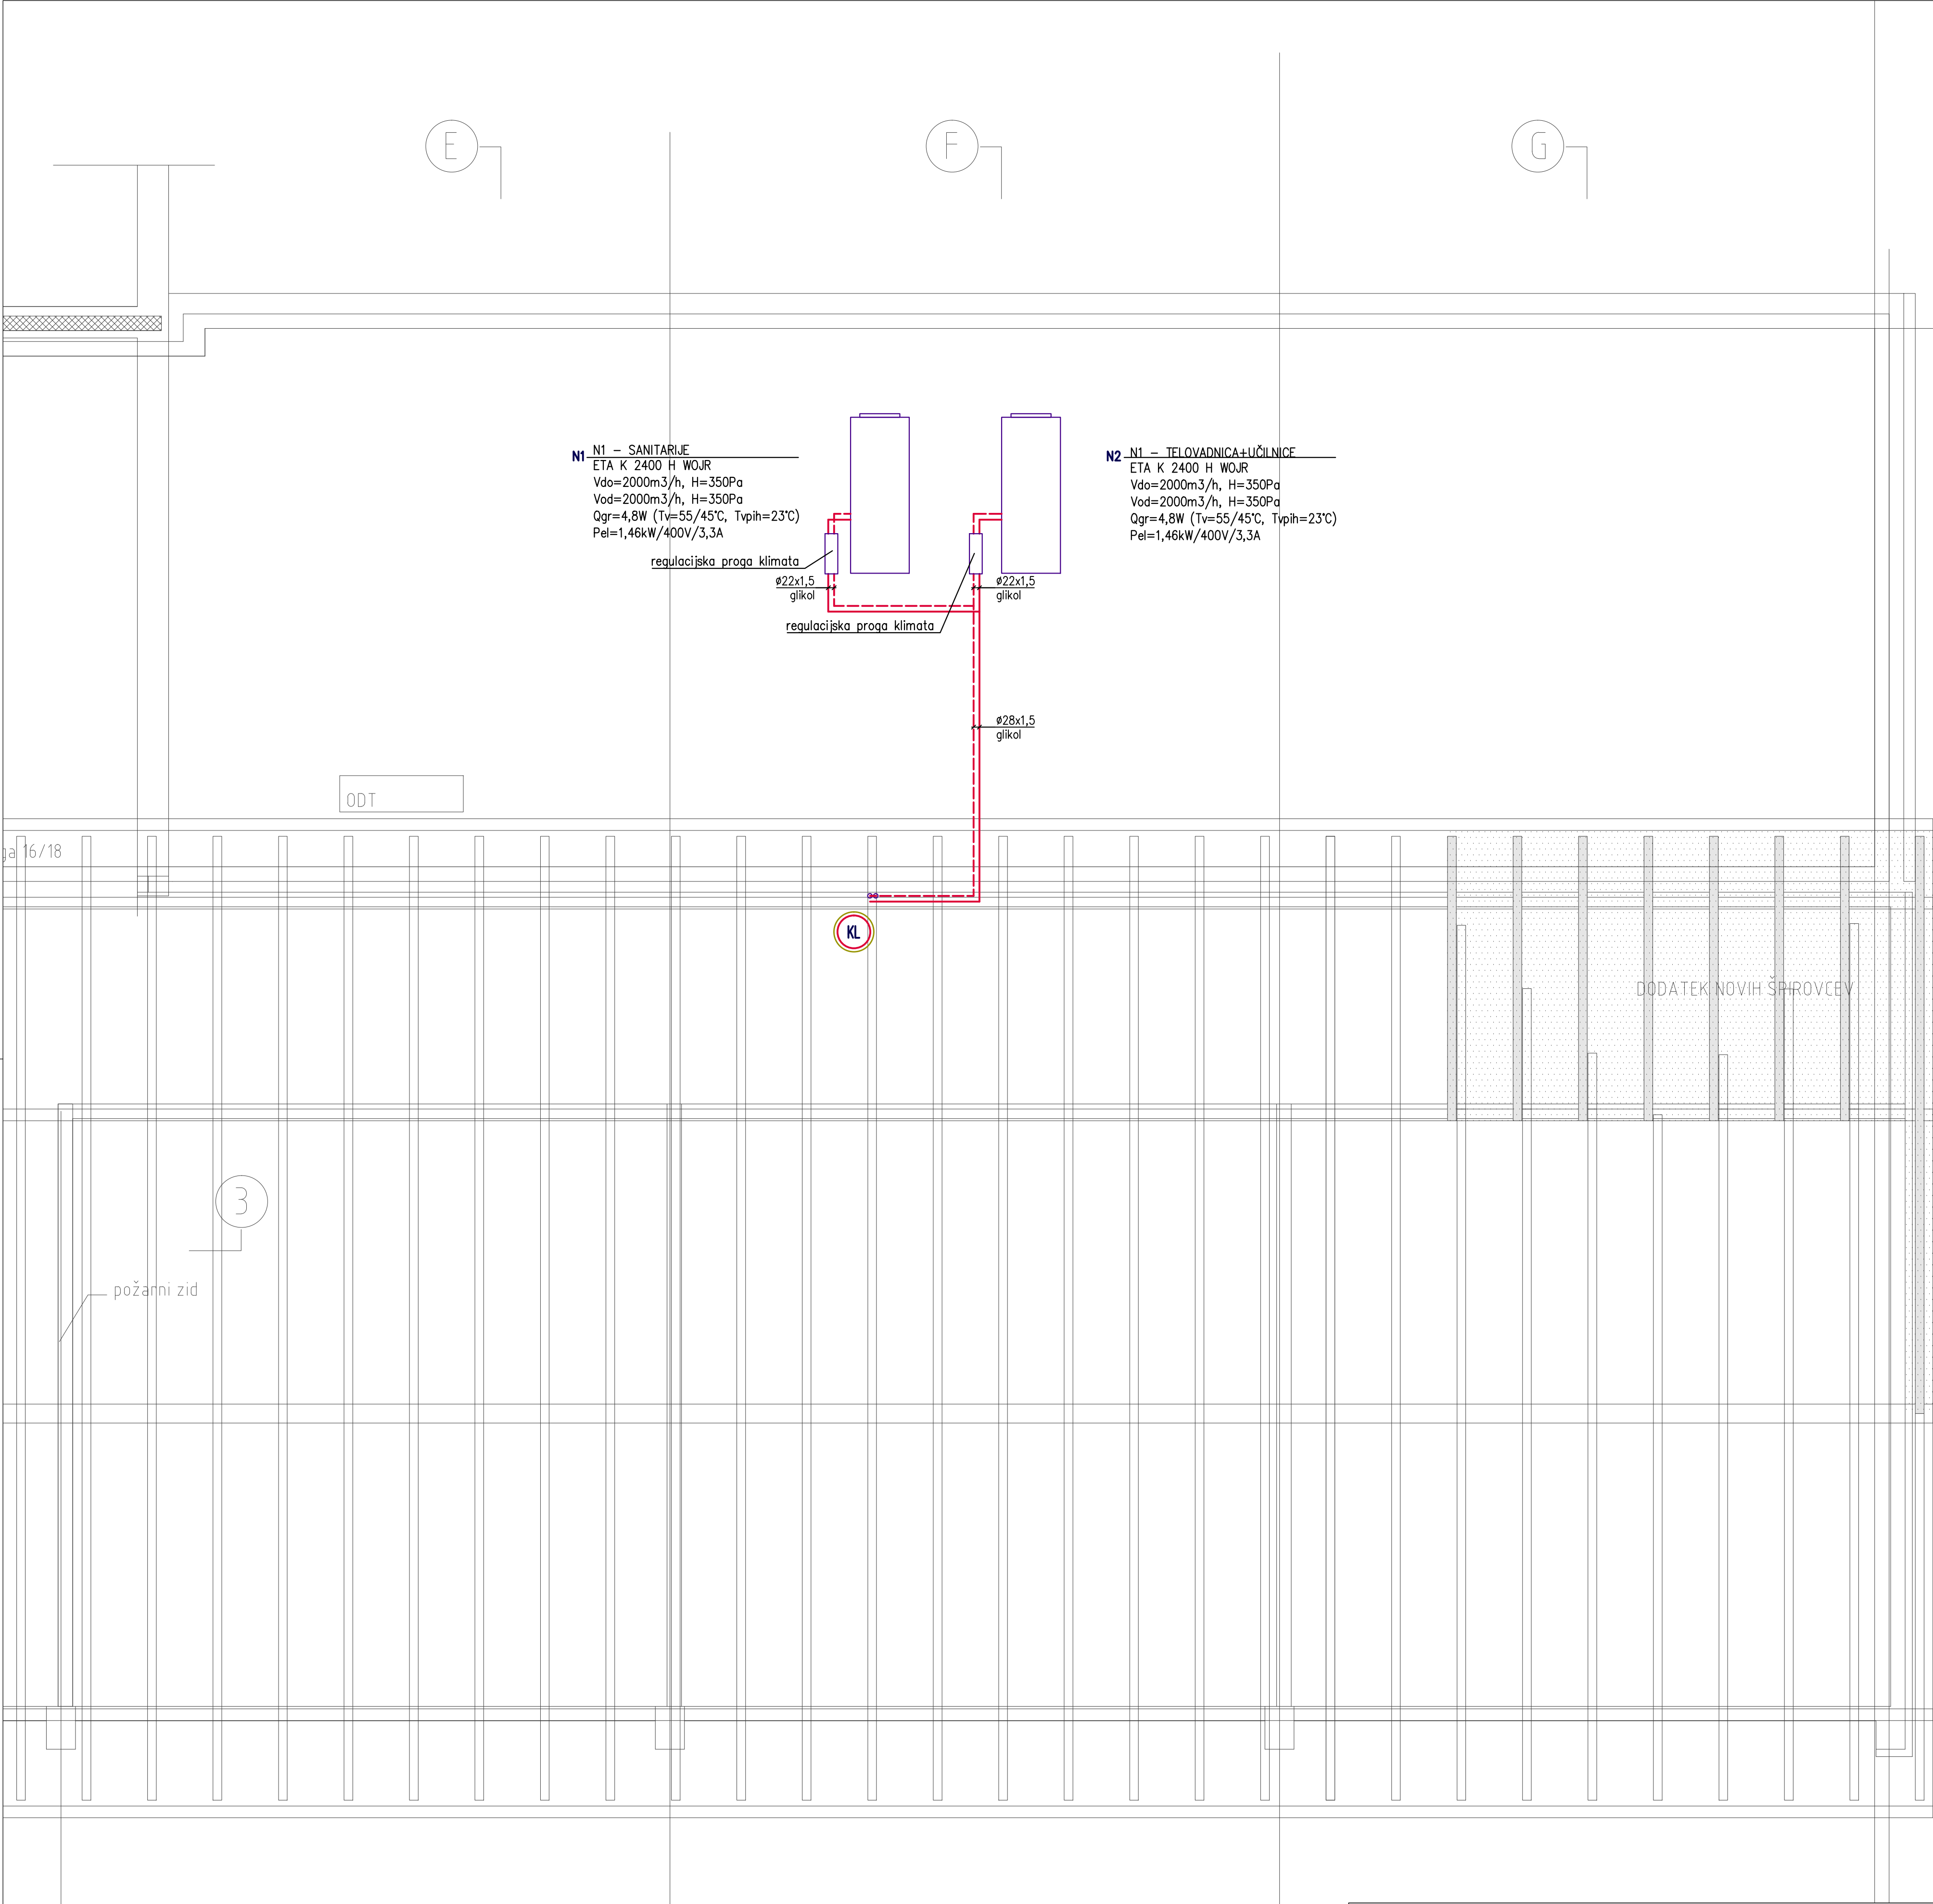 E
F
G
N1
N1 – SANITARIJE
ETA K 2400 H WOJR
Vdo=2000m3/h, H=350Pa
Vod=2000m3/h, H=350Pa
Qgr=4,8W (Tv=55/45°C, Tvpih=23°C)
Pel=1,46kW/400V/3,3A
N2
N1 – TELOVADNICA+UČILNICE
ETA K 2400 H WOJR
Vdo=2000m3/h, H=350Pa
Vod=2000m3/h, H=350Pa
Qgr=4,8W (Tv=55/45°C, Tvpih=23°C)
Pel=1,46kW/400V/3,3A
regulacijska proga klimata
ø22x1,5
glikol
ø22x1,5
glikol
regulacijska proga klimata
ø28x1,5
glikol
ODT
ga 16/18
KL
DODATEK NOVIH ŠPIROVCEV
3
požarni zid